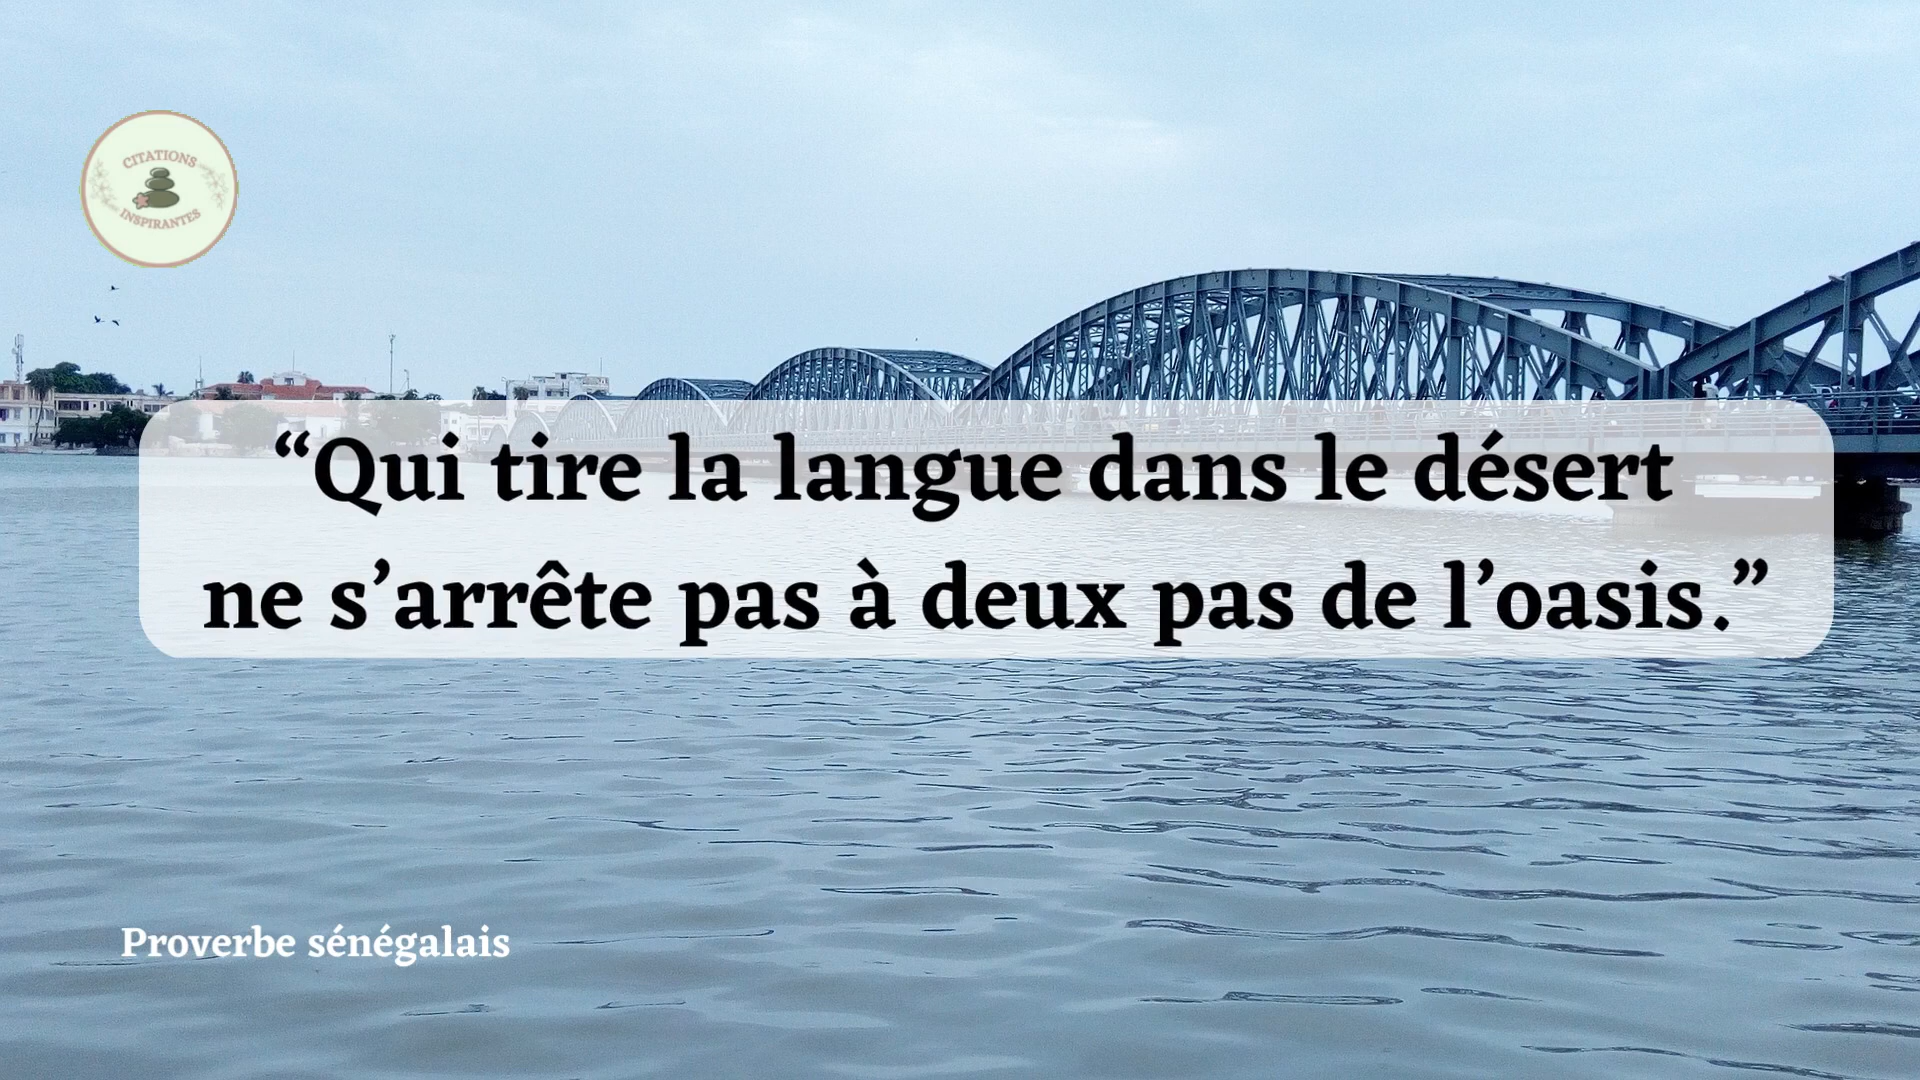 CITATIONS
INSPIRANTES
“Qui tire la langue dans le désert
ne s’arrête pas à deux pas de l’oasis.”
Proverbe sénégalais